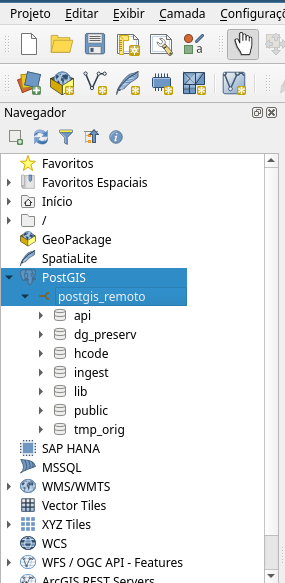 Projeto Editar Exibir Camada Configuraçõ
Navegador
Favoritos
Favoritos Espaciais
Início
/
GeoPackage
SpatiaLite
PostGIS
postgis_remoto
api
dg_preserv
hcode
ingest
lib
public
tmp_orig
SAP HANA
MSSQL
WMS/WMTS
Vector Tiles
XYZ Tiles
WCS
WFS / OGC API - Features
ArcGIS REST Servers